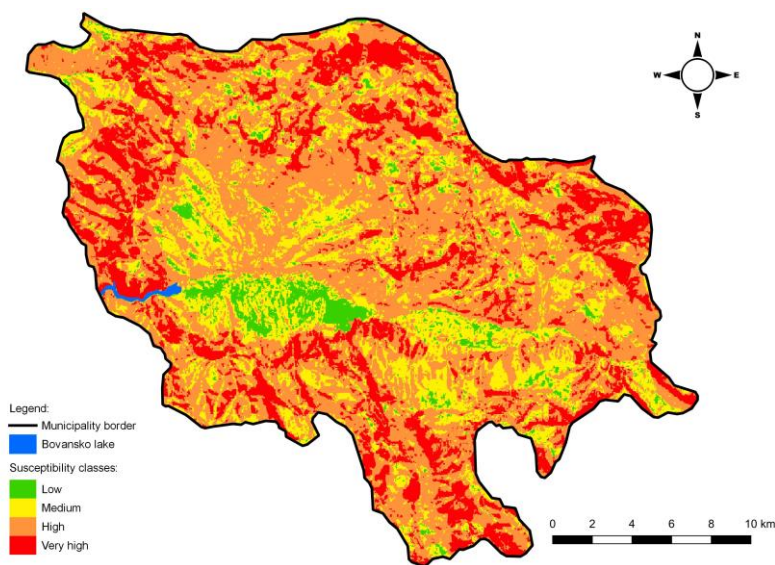 N
W E
S
Legend:
Municipality border
Bovansko lake
Susceptibility classes:
Low
Medium
High
Very high
0 2 4 6 8 10 km